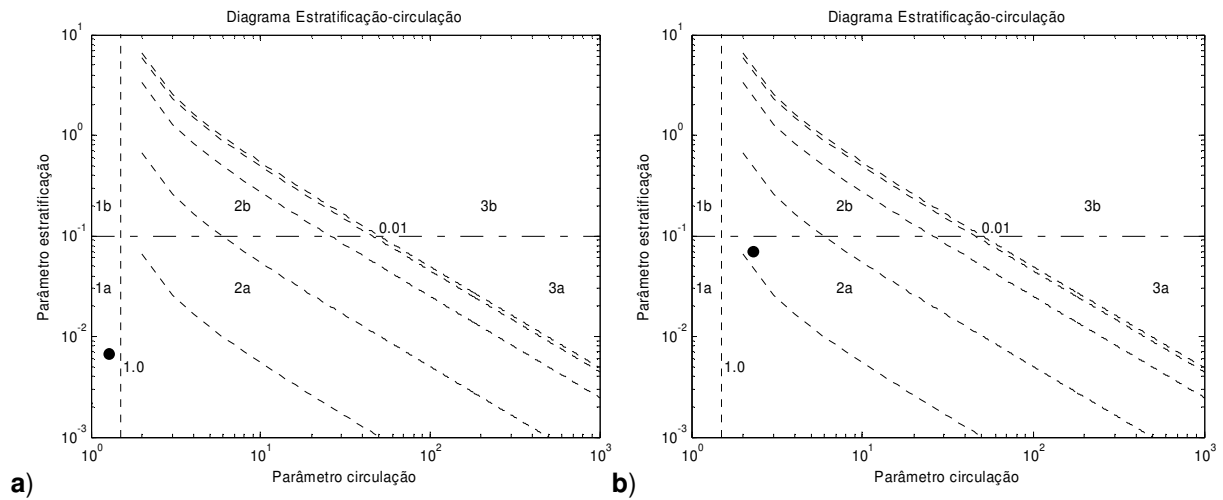 Diagrama Estratificação-circulação
10^1
10^0
10^-1
10^-2
10^-3
Parâmetro estratificação
1b
2b
3b
0.01
1a
2a
3a
1.0
10^0
10^1
10^2
10^3
Parâmetro circulação
a)
Diagrama Estratificação-circulação
10^1
10^0
10^-1
10^-2
10^-3
Parâmetro estratificação
1b
2b
3b
0.01
1a
2a
3a
1.0
10^0
10^1
10^2
10^3
Parâmetro circulação
b)